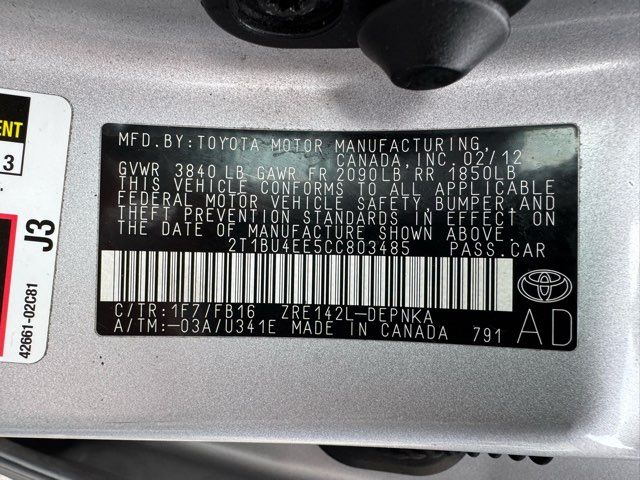 MFD. BY: TOYOTA MOTOR MANUFACTURING,
CANADA, INC. 02/12
GVWR 3840 LB GAWR FR 2090LB RR 1850LB
THIS VEHICLE CONFORMS TO ALL APPLICABLE
FEDERAL MOTOR VEHICLE SAFETY, BUMPER AND
THEFT PREVENTION STANDARDS IN EFFECT ON
THE DATE OF MANUFACTURE SHOWN ABOVE.
2T1BU4EE5CC803485 PASS.CAR
C/TR:1F7/FB16 ZRE142L-DEPNKA
A/TM:-03A/U341E MADE IN CANADA 791
AD
ENT
3
J3
42661-02C81